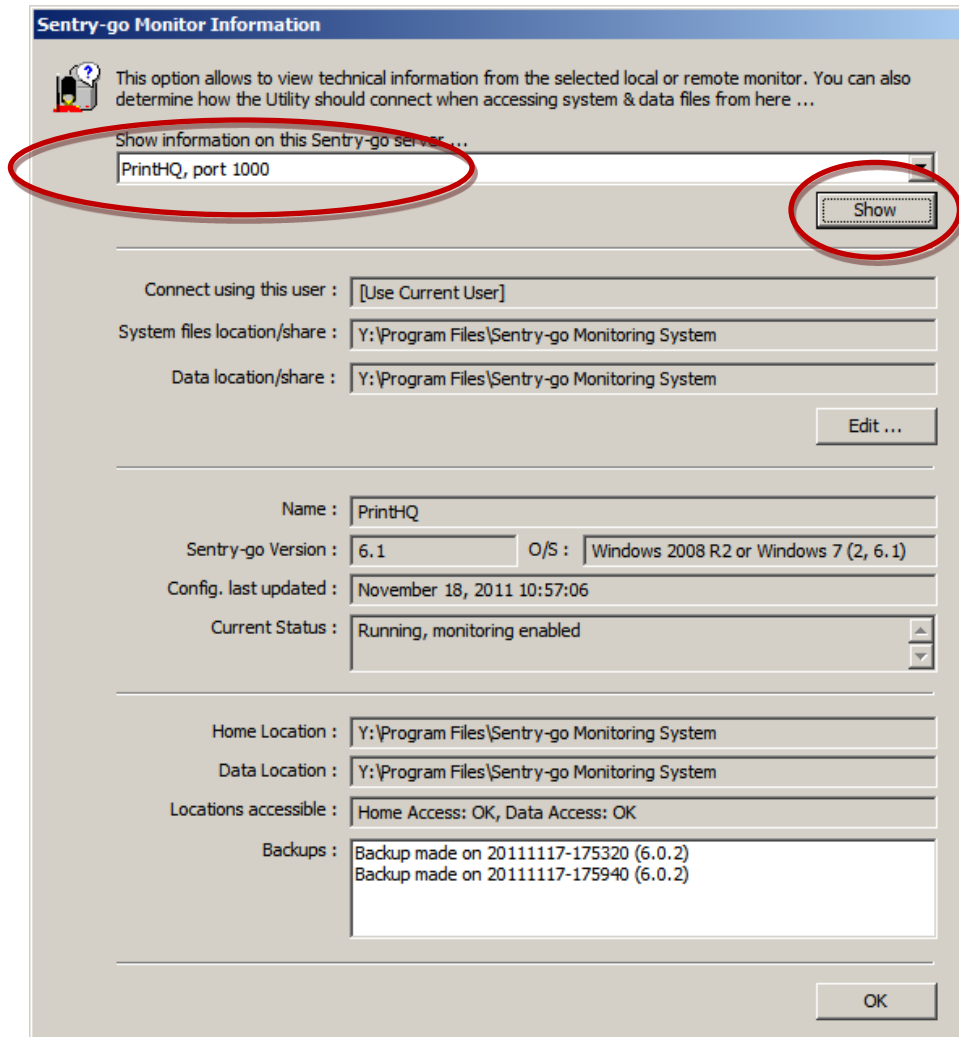 Sentry-go Monitor Information
This option allows to view technical information from the selected local or remote monitor. You can also
determine how the Utility should connect when accessing system & data files from here ...
Show information on this Sentry-go server ...
PrintHQ, port 1000
Show
Connect using this user : [Use Current User]
System files location/share : Y:\Program Files\Sentry-go Monitoring System
Data location/share : Y:\Program Files\Sentry-go Monitoring System
Edit ...
Name : PrintHQ
Sentry-go Version : 6.1 O/S : Windows 2008 R2 or Windows 7 (2, 6.1)
Config. last updated : November 18, 2011 10:57:06
Current Status : Running, monitoring enabled
Home Location : Y:\Program Files\Sentry-go Monitoring System
Data Location : Y:\Program Files\Sentry-go Monitoring System
Locations accessible : Home Access: OK, Data Access: OK
Backups : Backup made on 20111117-175320 (6.0.2)
Backup made on 20111117-175940 (6.0.2)
OK